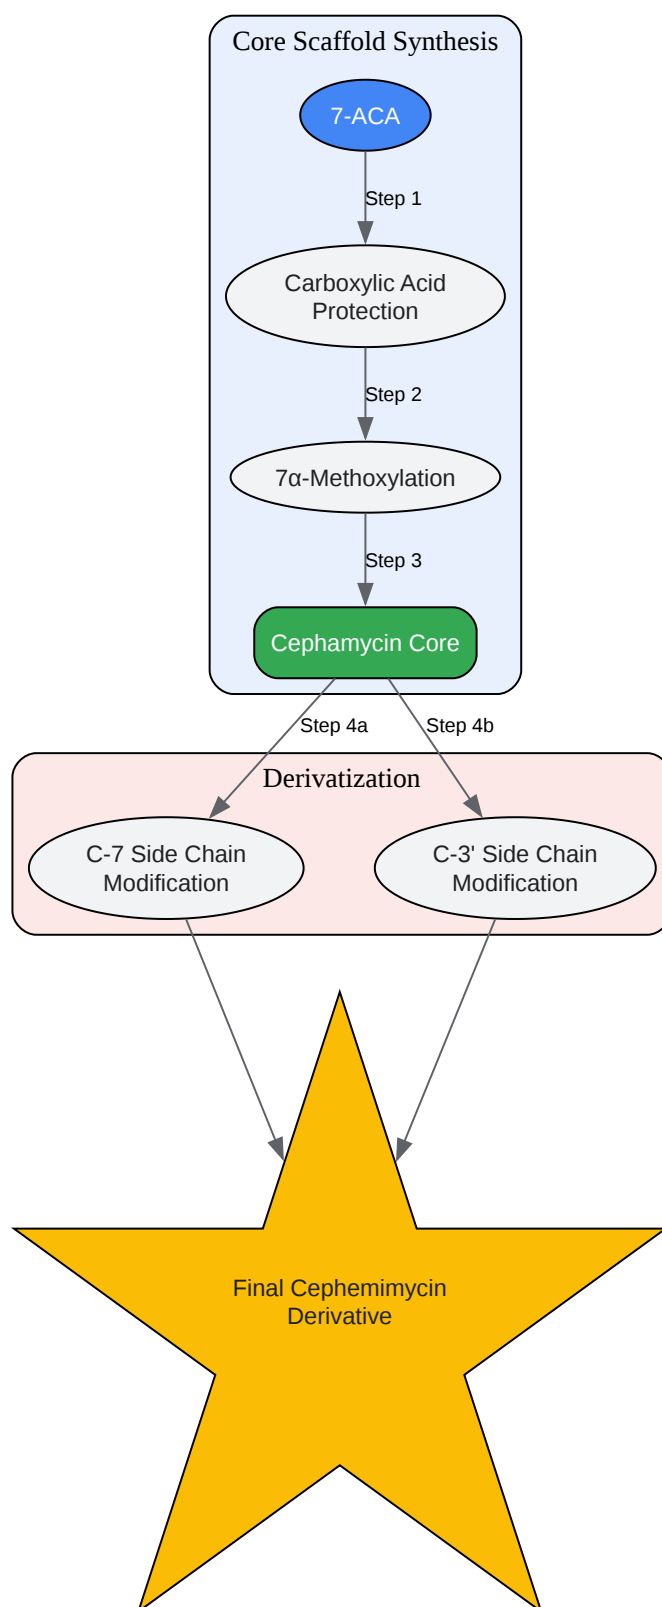 Core Scaffold Synthesis
7-ACA
Step 1
Carboxylic Acid
Protection
Step 2
7α-Methoxylation
Step 3
Cephamycin Core
Step 4a
Step 4b
Derivatization
C-7 Side Chain
Modification
C-3' Side Chain
Modification
Final Cephemimycin
Derivative